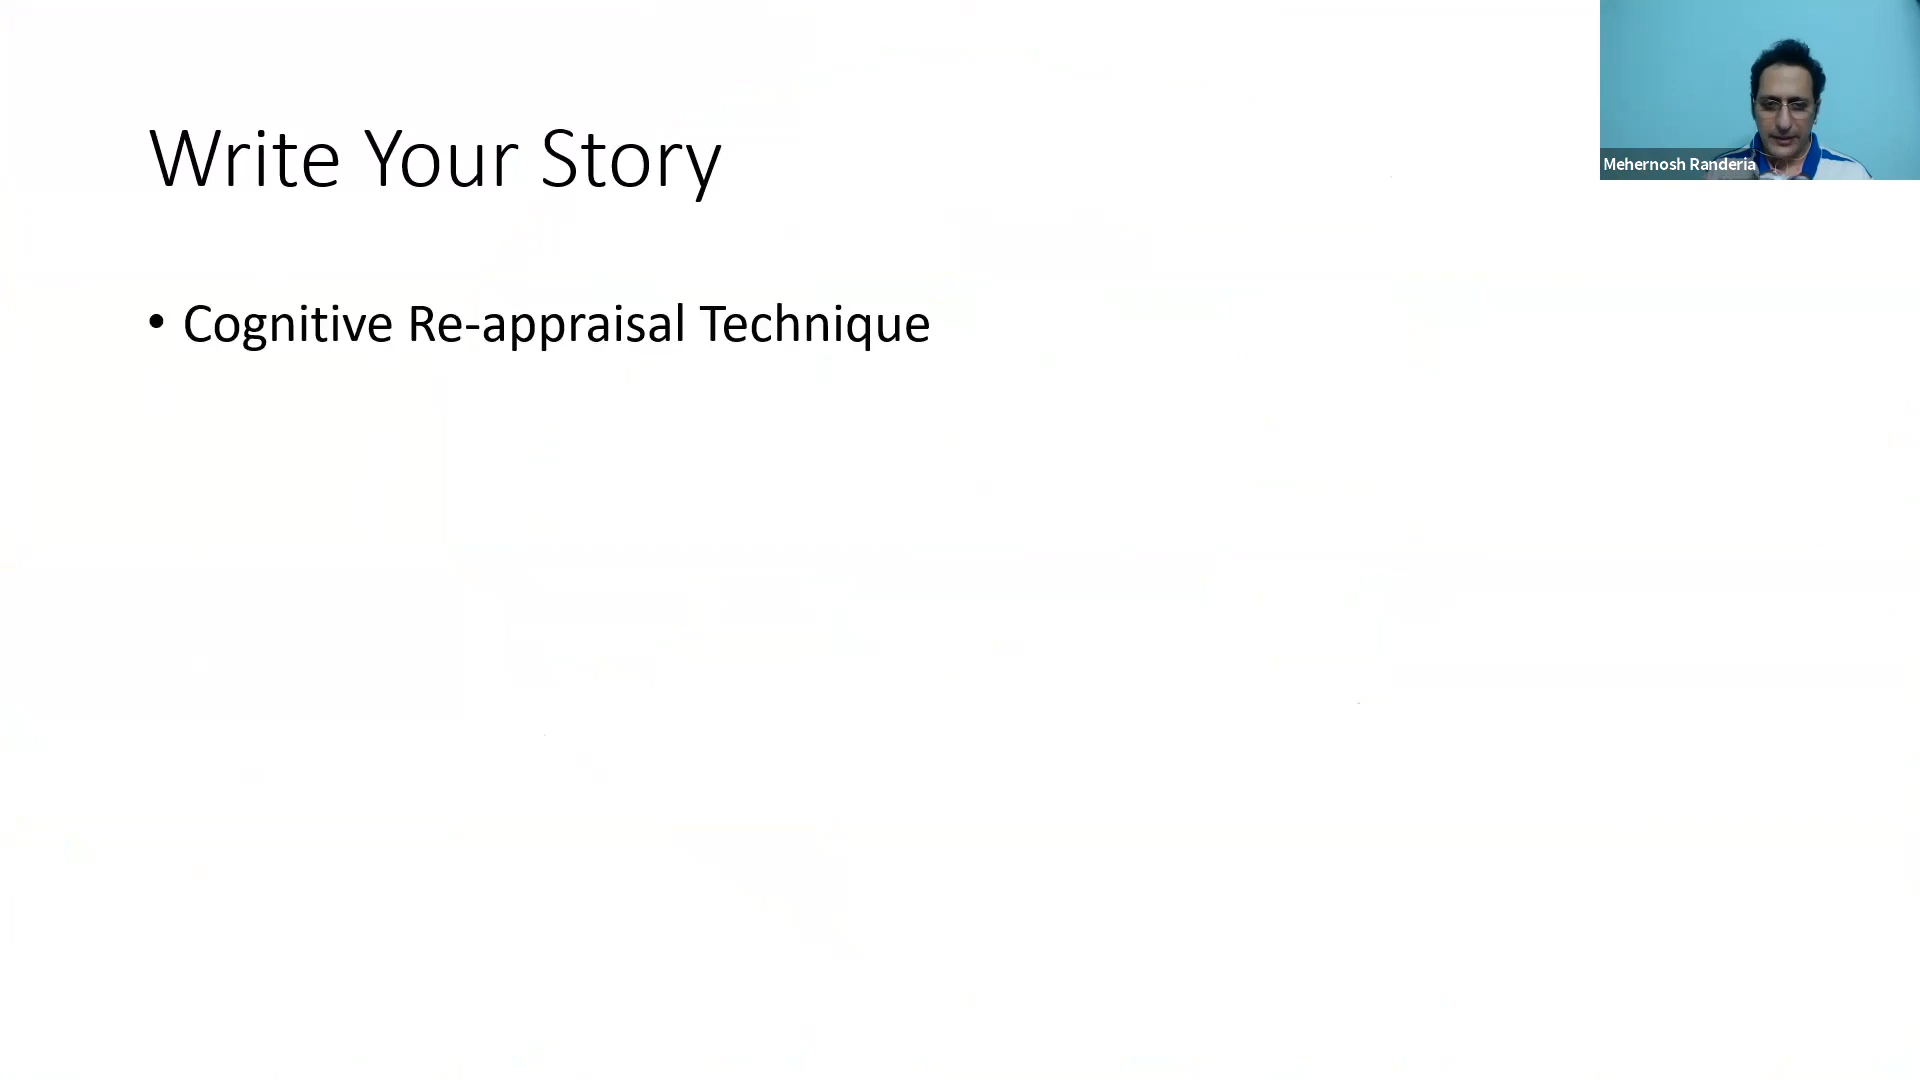 Write Your Story
• Cognitive Re-appraisal Technique
Mehernosh Randeria